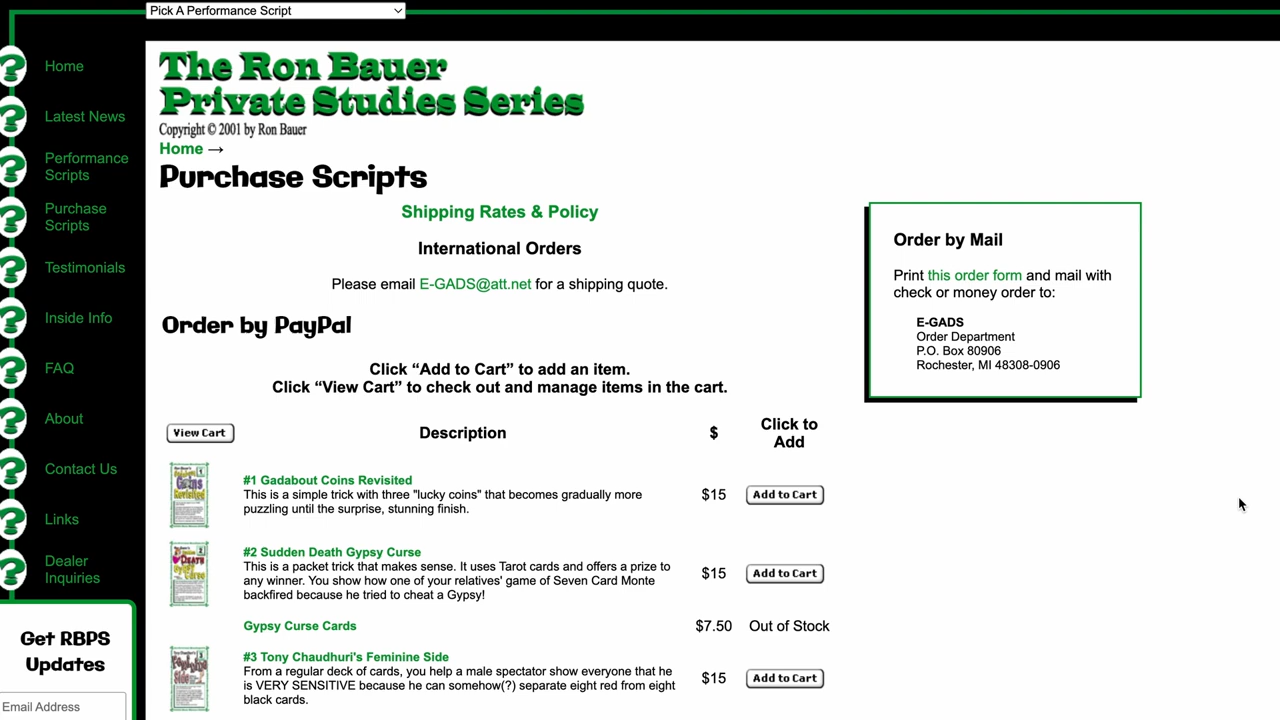 Pick A Performance Script
Home
Latest News
Performance
Scripts
Purchase
Scripts
Testimonials
Inside Info
FAQ
About
Contact Us
Links
Dealer
Inquiries
Get RBPS
Updates
Email Address
The Ron Bauer
Private Studies Series
Copyright © 2001 by Ron Bauer
Home →
Purchase Scripts
Shipping Rates & Policy
International Orders
Please email E-GADS@att.net for a shipping quote.
Order by PayPal
Click “Add to Cart” to add an item.
Click “View Cart” to check out and manage items in the cart.
View Cart Description $ Click to
Add
#1 Gadabout Coins Revisited
This is a simple trick with three "lucky coins" that becomes gradually more
puzzling until the surprise, stunning finish.
$15 Add to Cart
#2 Sudden Death Gypsy Curse
This is a packet trick that makes sense. It uses Tarot cards and offers a prize to
any winner. You show how one of your relatives' game of Seven Card Monte
backfired because he tried to cheat a Gypsy!
$15 Add to Cart
Gypsy Curse Cards $7.50 Out of Stock
#3 Tony Chaudhuri's Feminine Side
From a regular deck of cards, you help a male spectator show everyone that he
is VERY SENSITIVE because he can somehow(?) separate eight red from eight
black cards.
$15 Add to Cart
Order by Mail
Print this order form and mail with
check or money order to:
E-GADS
Order Department
P.O. Box 80906
Rochester, MI 48308-0906